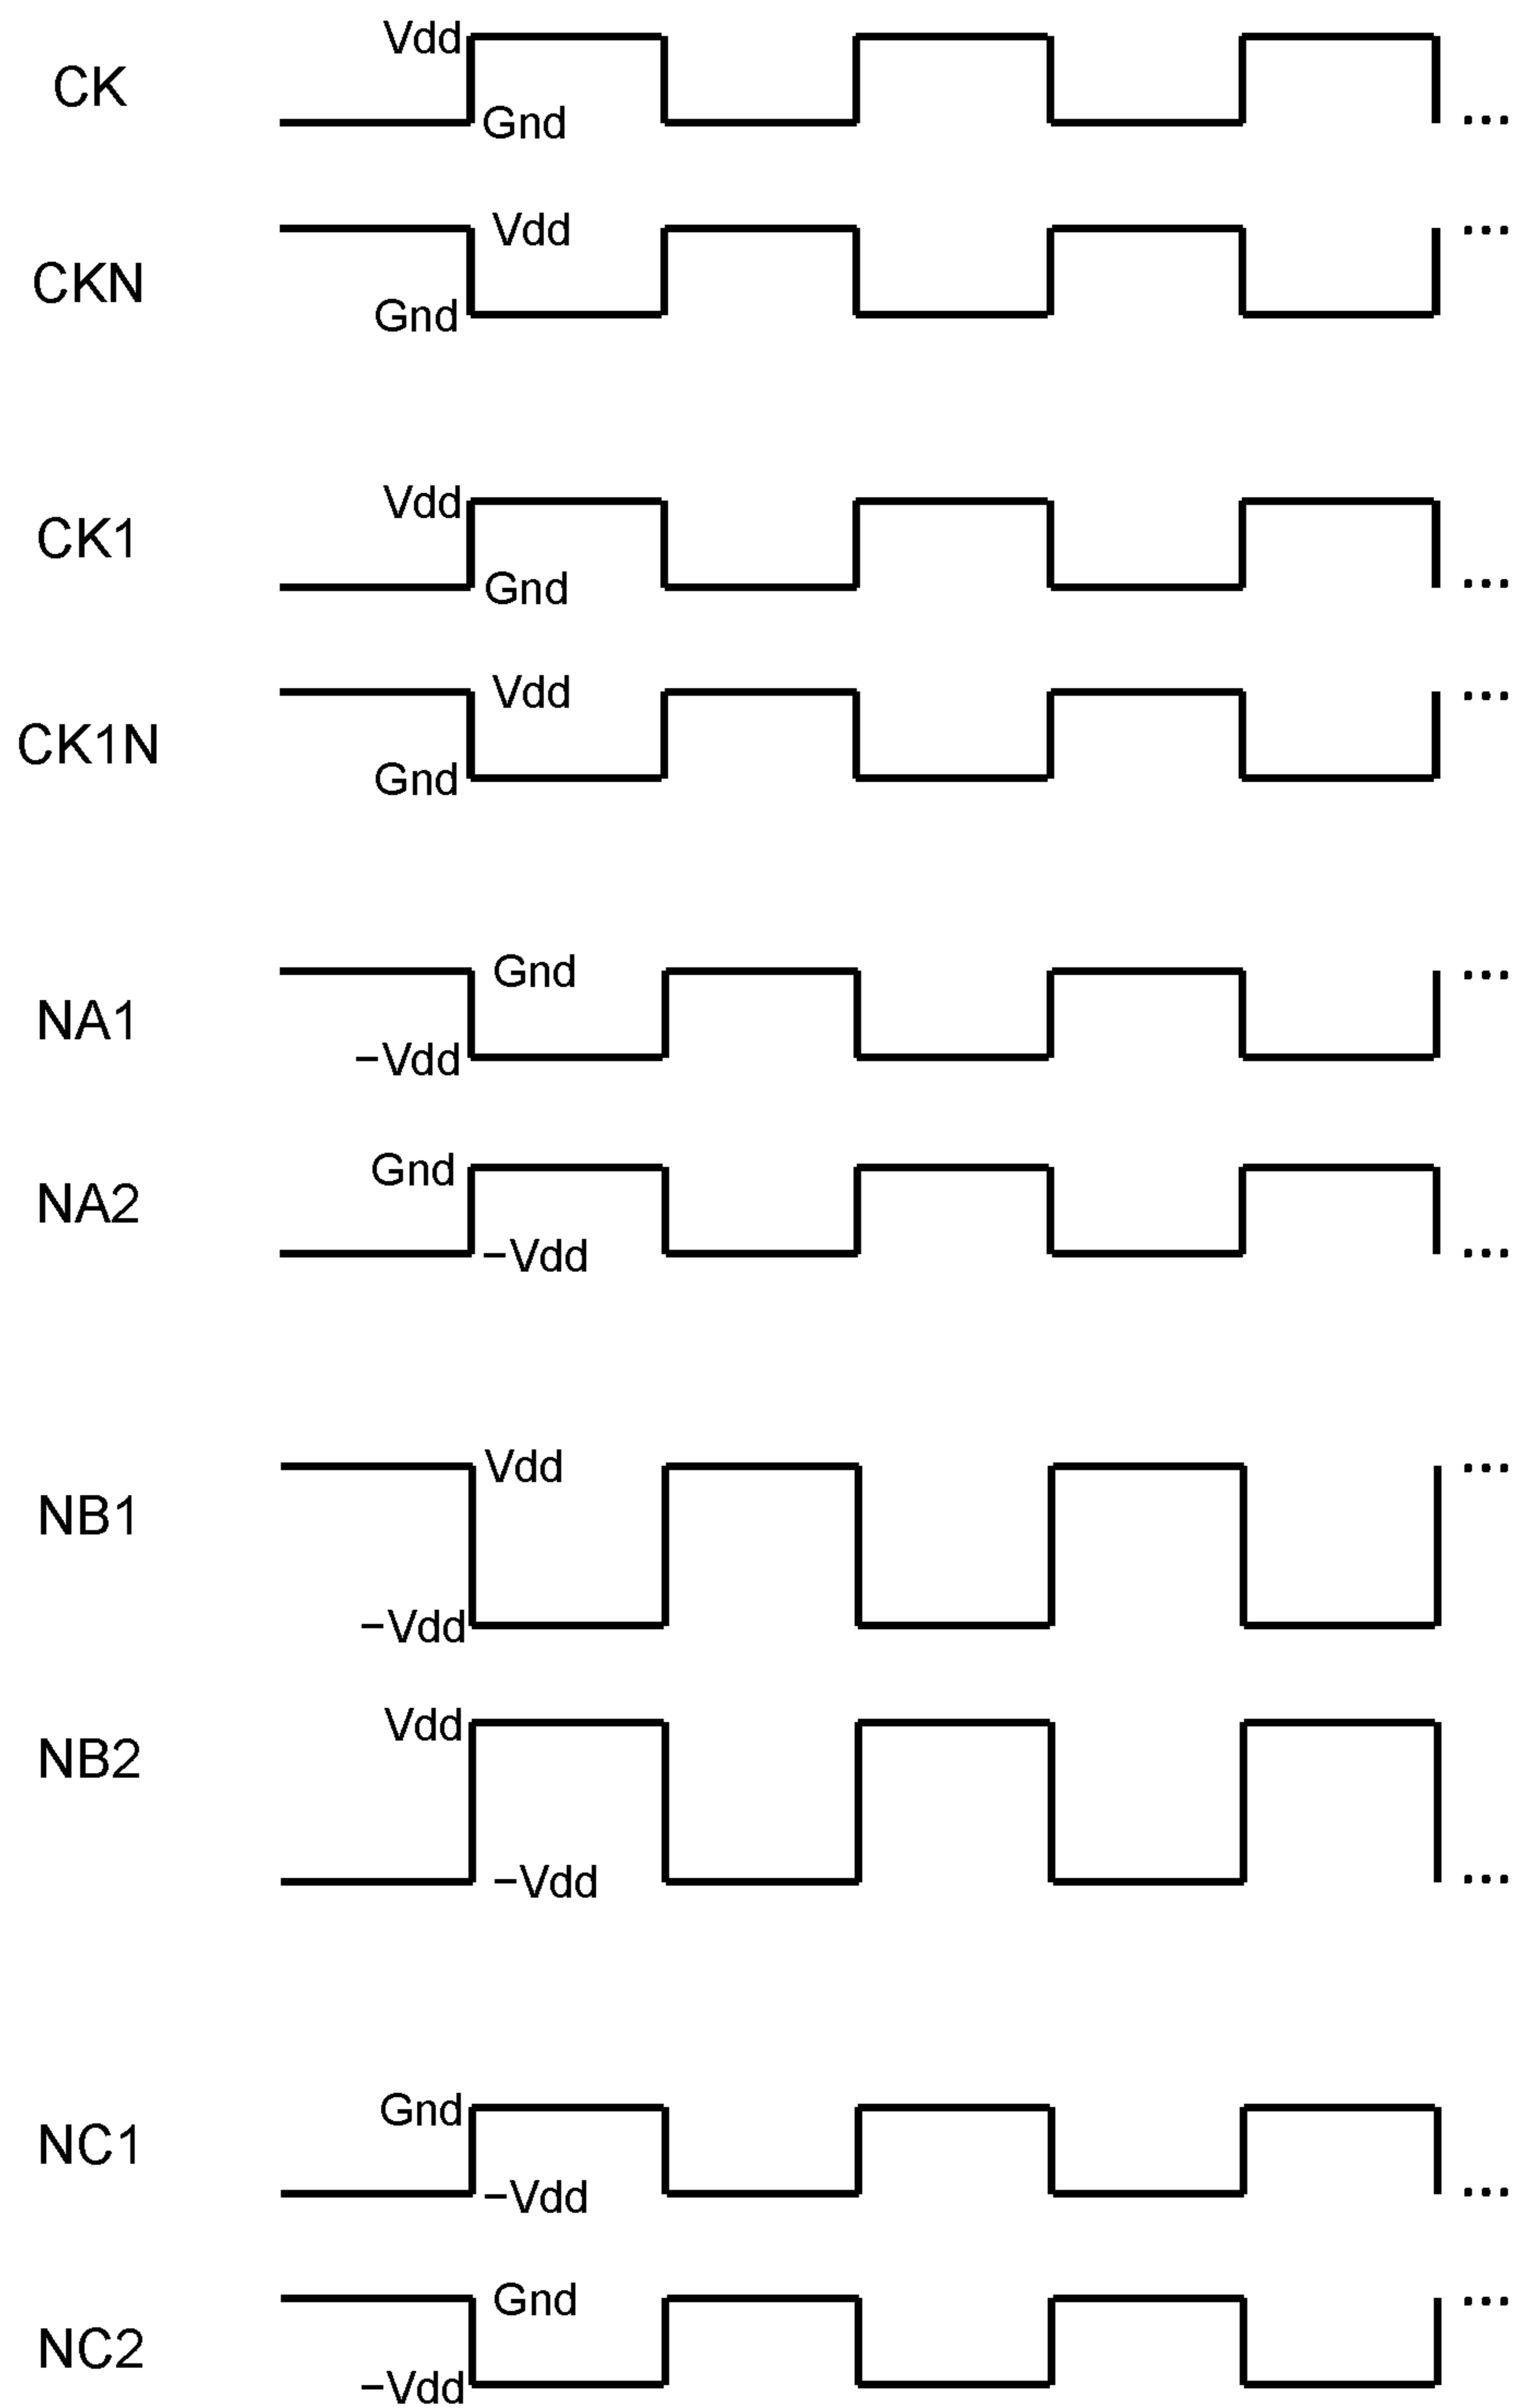 Vdd
CK
Gnd
...
Vdd
...
CKN
Gnd
Vdd
CK1
Gnd
...
Vdd
...
CK1N
Gnd
Gnd
...
NA1
−Vdd
Gnd
NA2
−Vdd
...
Vdd
...
NB1
−Vdd
Vdd
NB2
−Vdd
...
Gnd
NC1
−Vdd
...
Gnd
...
NC2
−Vdd